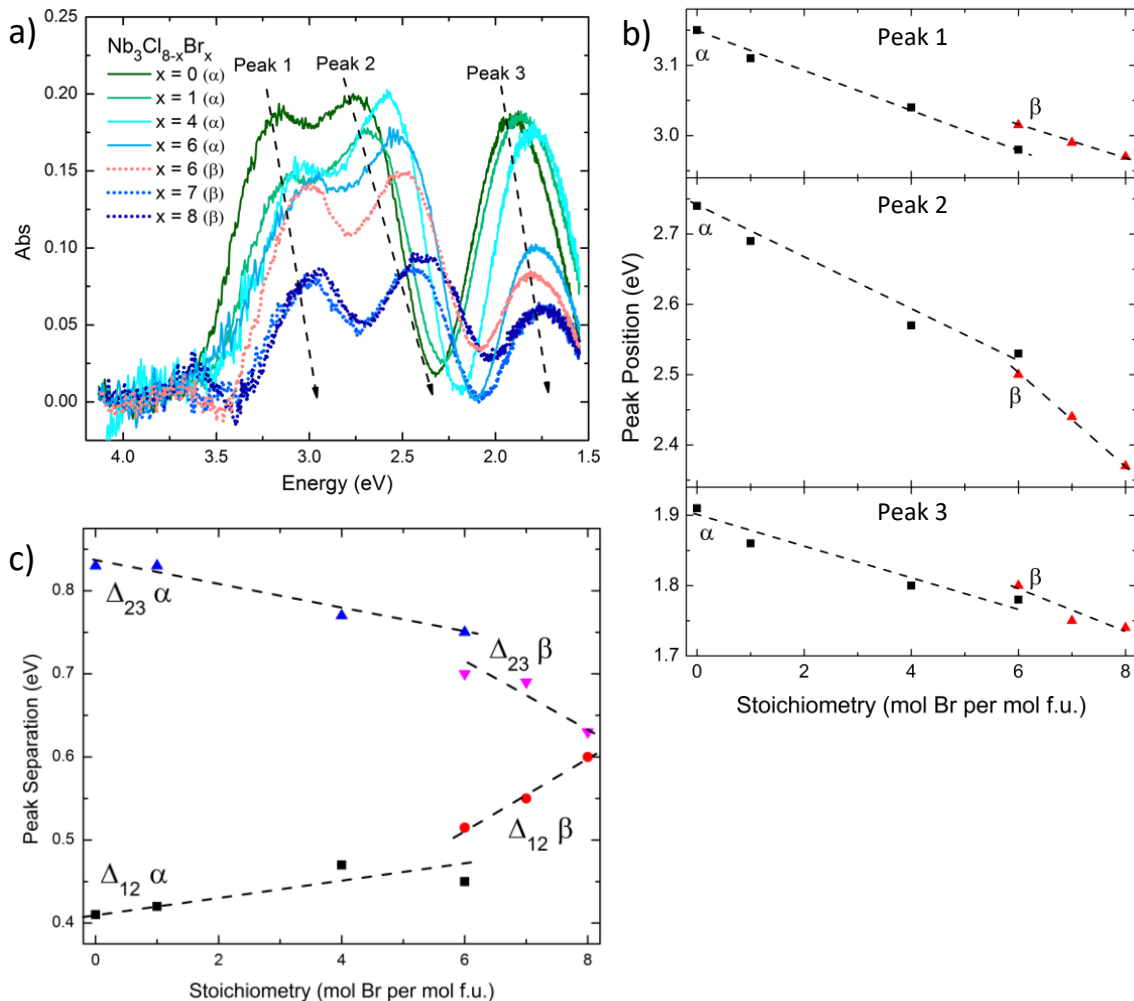 a)
Nb3Cl8-xBrx
x = 0 (α)
x = 1 (α)
x = 4 (α)
x = 6 (α)
x = 6 (β)
x = 7 (β)
x = 8 (β)
Peak 1
Peak 2
Peak 3
0.25
0.20
0.15
0.10
0.05
0.00
Abs
4.0 3.5 3.0 2.5 2.0 1.5
Energy (eV)
b)
Peak 1
α
β
3.1
3.0
Peak 2
α
β
2.7
2.6
2.5
2.4
Peak Position (eV)
Peak 3
α
β
1.9
1.8
1.7
0 2 4 6 8
Stoichiometry (mol Br per mol f.u.)
c)
Δ23 α
Δ23 β
Δ12 β
Δ12 α
0.8
0.7
0.6
0.5
0.4
Peak Separation (eV)
0 2 4 6 8
Stoichiometry (mol Br per mol f.u.)